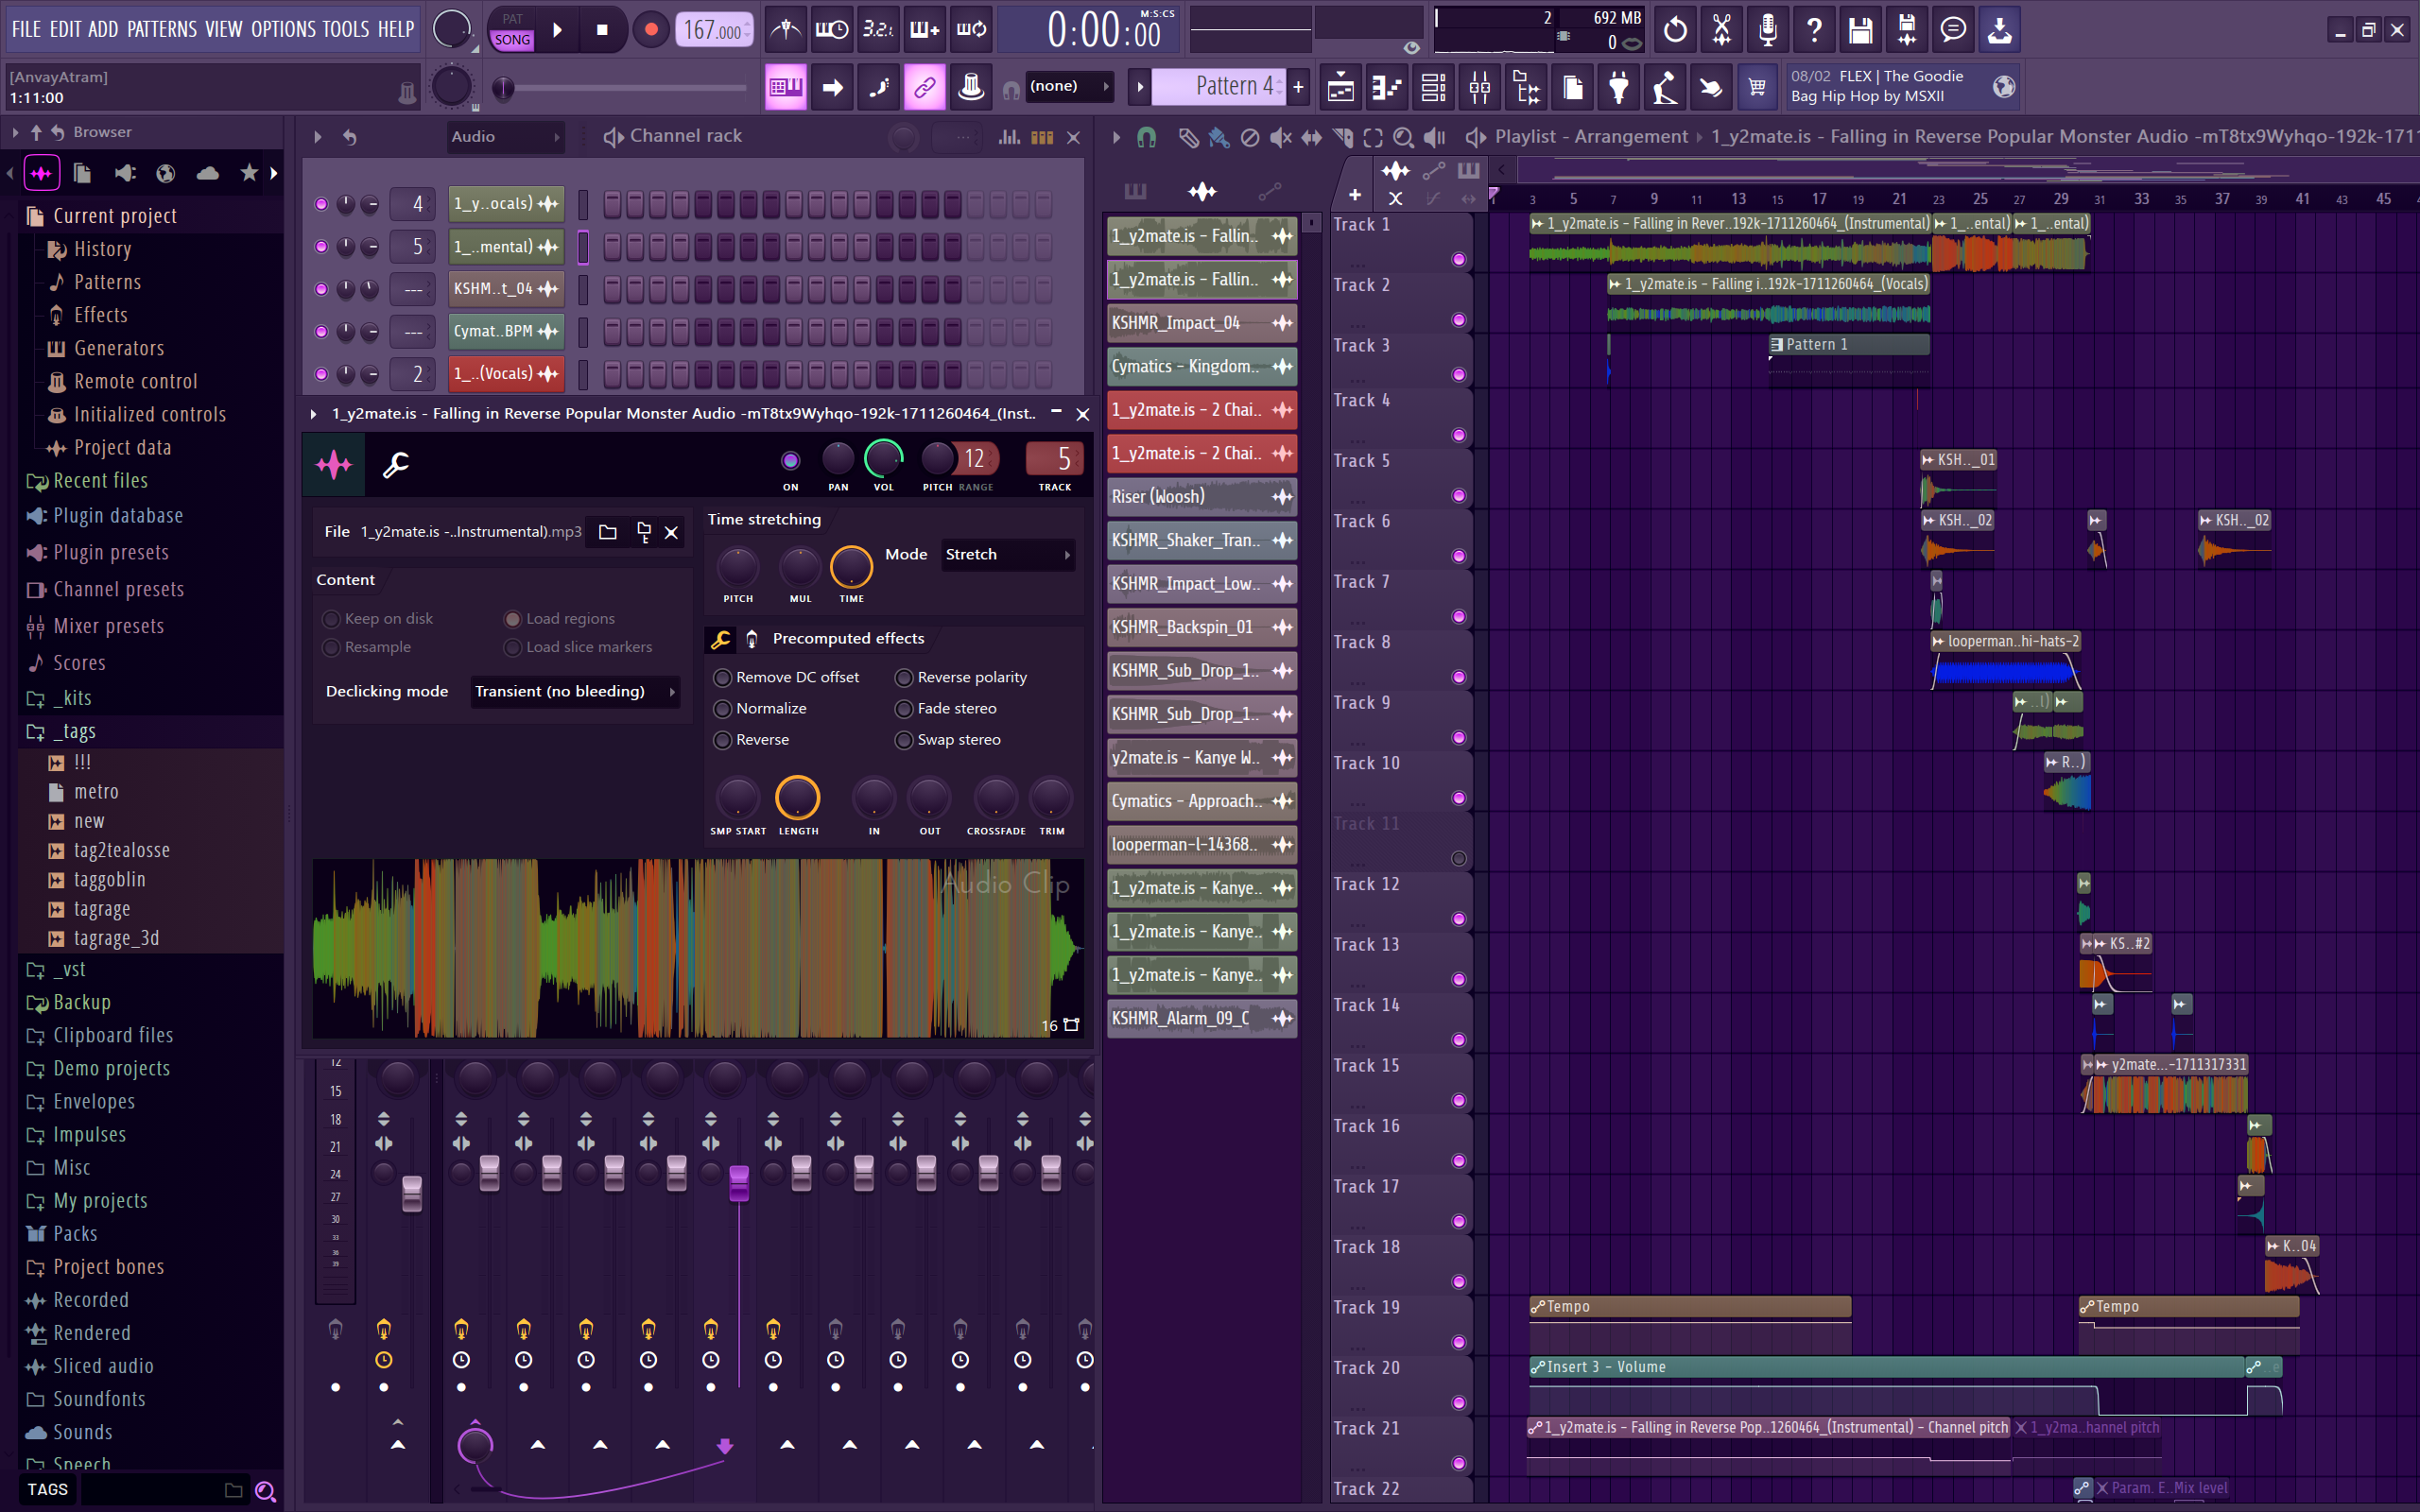 FILE EDIT ADD PATTERNS VIEW OPTIONS TOOLS HELP
PAT
SONG
167.000
3.2.
M:S:CS
0:00:00
2
692 MB
0
[AnvayAtram]
1:11:00
(none)
Pattern 4
08/02 FLEX | The Goodie
Bag Hip Hop by MSXII
Browser
Current project
History
Patterns
Effects
Generators
Remote control
Initialized controls
Project data
Recent files
Plugin database
Plugin presets
Channel presets
Mixer presets
Scores
_kits
_tags
!!!
metro
new
tag2tealosse
taggoblin
tagrage
tagrage_3d
_vst
Backup
Clipboard files
Demo projects
Envelopes
Impulses
Misc
My projects
Packs
Project bones
Recorded
Rendered
Sliced audio
Soundfonts
Sounds
Speech
TAGS
Audio
Channel rack
4 1_y..ocals)
5 1_..mental)
--- KSHM..t_04
--- Cymat..BPM
2 1_..(Vocals)
1_y2mate.is - Falling in Reverse Popular Monster Audio -mT8tx9Wyhqo-192k-1711260464_(Inst..
12
5
ON PAN VOL PITCH RANGE TRACK
File 1_y2mate.is -..Instrumental).mp3
Content
Keep on disk Load regions
Resample Load slice markers
Declicking mode Transient (no bleeding)
Time stretching
Mode Stretch
PITCH MUL TIME
Precomputed effects
Remove DC offset Reverse polarity
Normalize Fade stereo
Reverse Swap stereo
SMP START LENGTH IN OUT CROSSFADE TRIM
Audio Clip
16
12
15
18
21
24
27
30
33
36
39
Playlist - Arrangement › 1_y2mate.is - Falling in Reverse Popular Monster Audio -mT8tx9Wyhqo-192k-1711
1_y2mate.is - Fallin..
1_y2mate.is - Fallin..
KSHMR_Impact_04
Cymatics - Kingdom..
1_y2mate.is - 2 Chai..
1_y2mate.is - 2 Chai..
Riser (Woosh)
KSHMR_Shaker_Tran..
KSHMR_Impact_Low..
KSHMR_Backspin_01
KSHMR_Sub_Drop_1..
KSHMR_Sub_Drop_1..
y2mate.is - Kanye W..
Cymatics - Approach..
looperman-l-14368..
1_y2mate.is - Kanye..
1_y2mate.is - Kanye..
1_y2mate.is - Kanye..
KSHMR_Alarm_09_C
1 3 5 7 9 11 13 15 17 19 21 23 25 27 29 31 33 35 37 39 41 43 45
Track 1
1_y2mate.is - Falling in Rever..192k-1711260464_(Instrumental) 1_..ental) 1_..ental)
Track 2
1_y2mate.is - Falling i..192k-1711260464_(Vocals)
Track 3
Pattern 1
Track 4
Track 5
KSH.._01
Track 6
KSH.._02 KSH.._02
Track 7
Track 8
looperman..hi-hats-2
Track 9
..l)
Track 10
R..)
Track 11
Track 12
Track 13
KS..#2
Track 14
Track 15
y2mate...-1711317331
Track 16
Track 17
Track 18
K..04
Track 19
Tempo Tempo
Track 20
Insert 3 - Volume
Track 21
1_y2mate.is - Falling in Reverse Pop..1260464_(Instrumental) - Channel pitch 1_y2ma..hannel pitch
Track 22
Param. E..Mix level